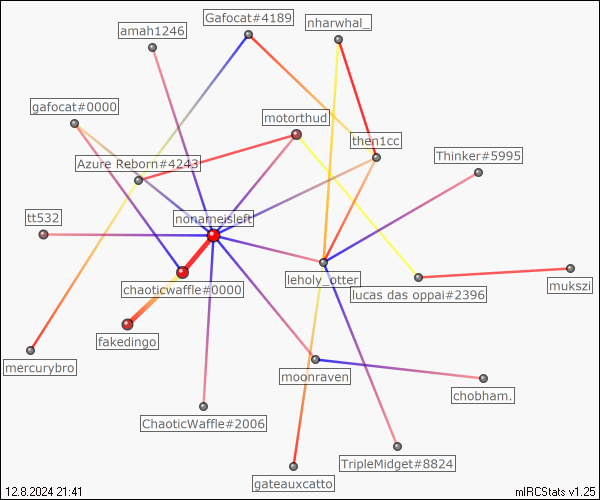 Gafocat#4189
nharwhal_
amah1246
gafocat#0000
motorthud
then1cc
Thinker#5995
Azure Reborn#4243
tt532
nonameisleft
leholy_otter
chaoticwaffle#0000
lucas das oppai#2396
mukszi
fakedingo
mercurybro
moonraven
chobham.
ChaoticWaffle#2006
TripleMidget#8824
gateauxcatto
12.8.2024 21:41
mIRCStats v1.25